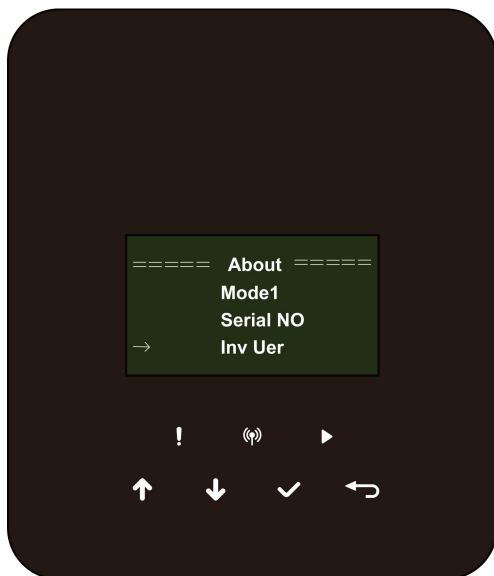 ===== About =====
Mode1
Serial NO
→ Inv Uer